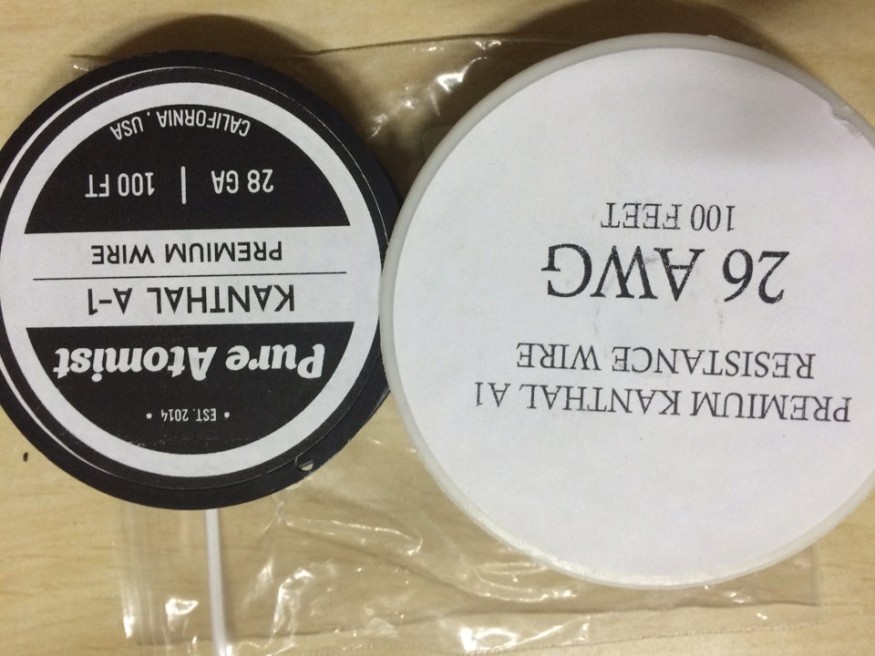 • EST. 2014 •
Pure Atomist
KANTHAL A-1
PREMIUM WIRE
28 GA | 100 FT
CALIFORNIA , USA
PREMIUM KANTHAL A1
RESISTANCE WIRE
26 AWG
100 FEET